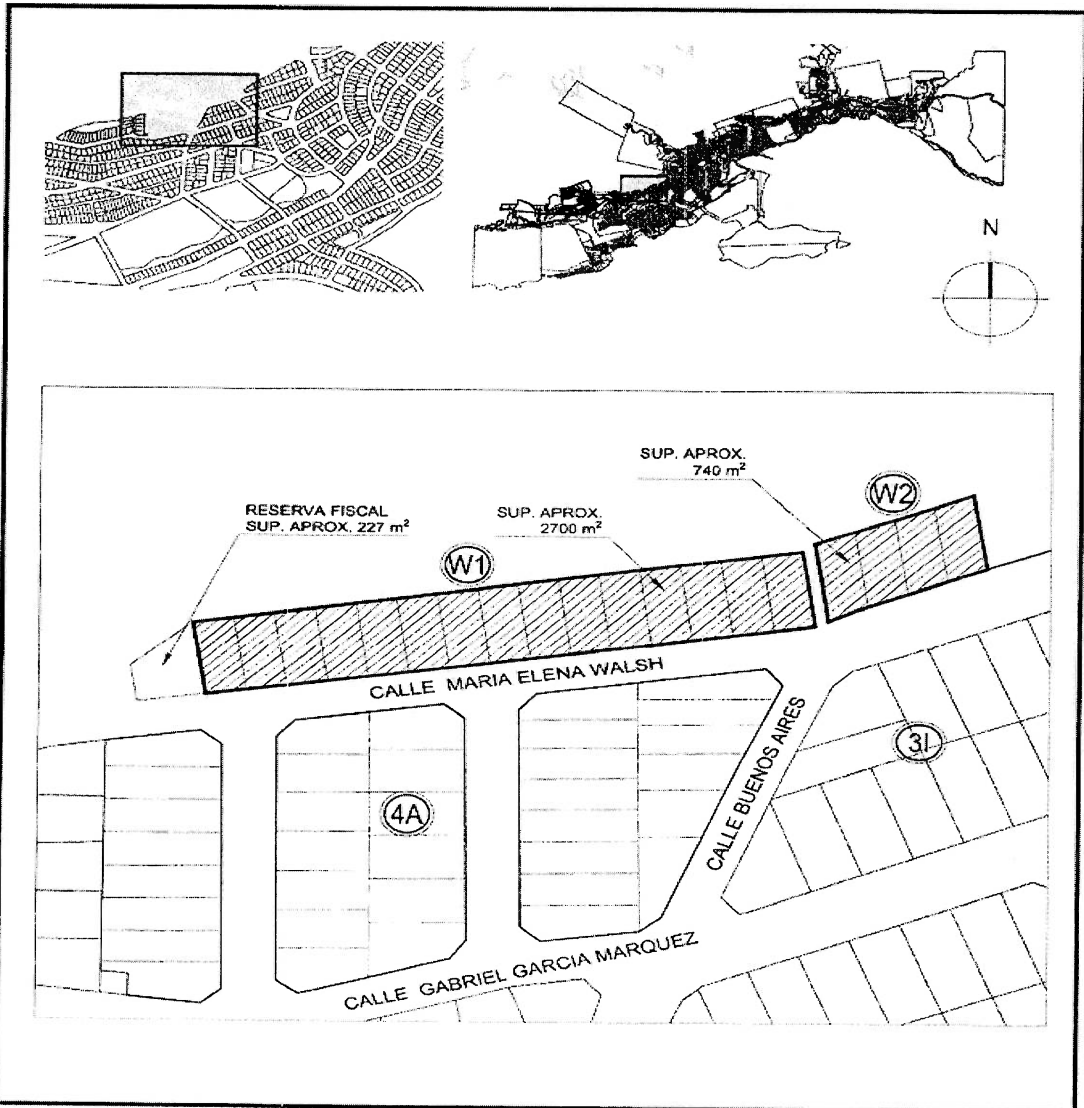 N
SUP. APROX.
740 m²
W2
RESERVA FISCAL
SUP. APROX. 227 m²
SUP. APROX.
2700 m²
W1
CALLE MARIA ELENA WALSH
CALLE BUENOS AIRES
3I
4A
CALLE GABRIEL GARCIA MARQUEZ